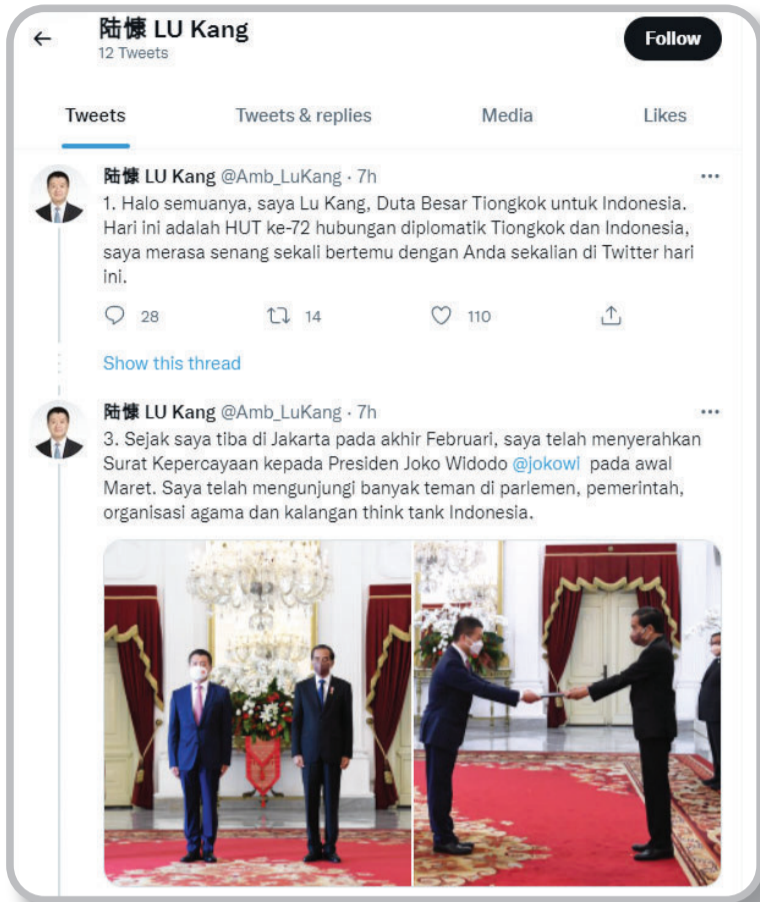 陆慷 LU Kang
12 Tweets
Follow
Tweets
Tweets & replies
Media
Likes
陆慷 LU Kang @Amb_LuKang · 7h
1. Halo semuanya, saya Lu Kang, Duta Besar Tiongkok untuk Indonesia.
Hari ini adalah HUT ke-72 hubungan diplomatik Tiongkok dan Indonesia,
saya merasa senang sekali bertemu dengan Anda sekalian di Twitter hari
ini.
28
14
110
Show this thread
陆慷 LU Kang @Amb_LuKang · 7h
3. Sejak saya tiba di Jakarta pada akhir Februari, saya telah menyerahkan
Surat Kepercayaan kepada Presiden Joko Widodo @jokowi pada awal
Maret. Saya telah mengunjungi banyak teman di parlemen, pemerintah,
organisasi agama dan kalangan think tank Indonesia.